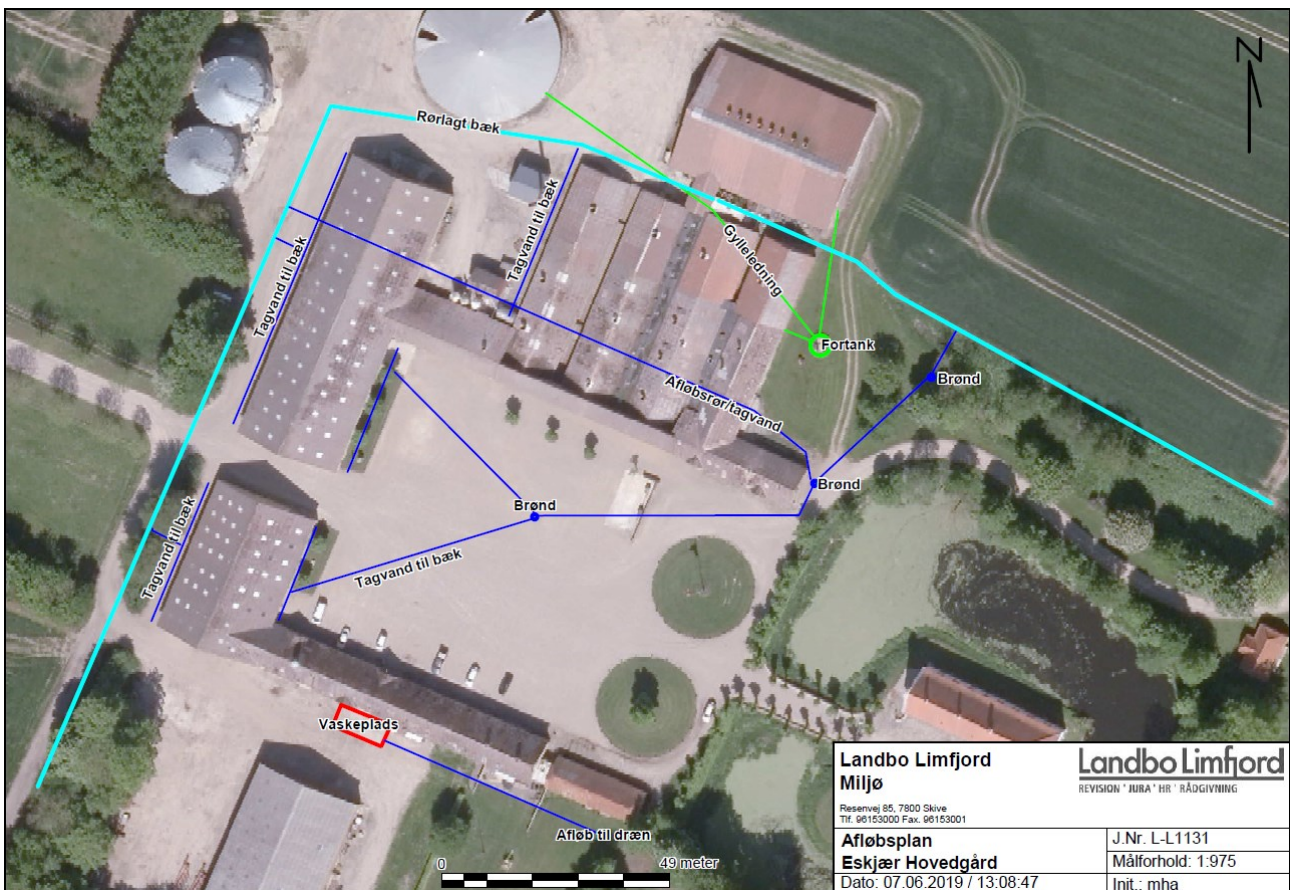 N
Rørlagt bæk
Tagvand til bæk
Tagvand til bæk
Gylleledning
Fortank
Brønd
Afløbsrør/tagvand
Brønd
Brønd
Tagvand til bæk
Tagvand til bæk
Vaskeplads
Afløb til dræn
0 49 meter
Landbo Limfjord
Miljø
Resenvej 85, 7800 Skive
Tlf. 96153000 Fax. 96153001
Landbo Limfjord
REVISION * JURA * HR * RÅDGIVNING
Afløbsplan
Eskjær Hovedgård
Dato: 07.06.2019 / 13:08:47
J.Nr. L-L1131
Målforhold: 1:975
Init.: mha